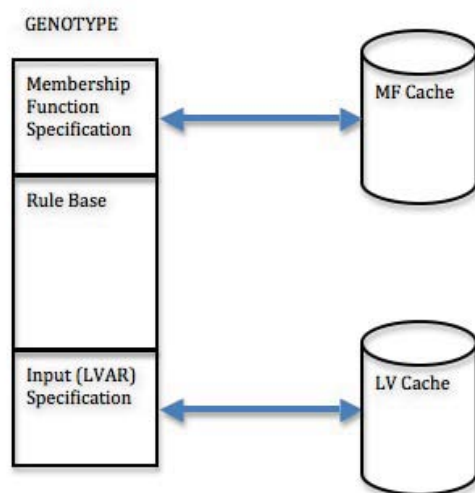 GENOTYPE
Membership
Function
Specification
MF Cache
Rule Base
Input (LVAR)
Specification
LV Cache